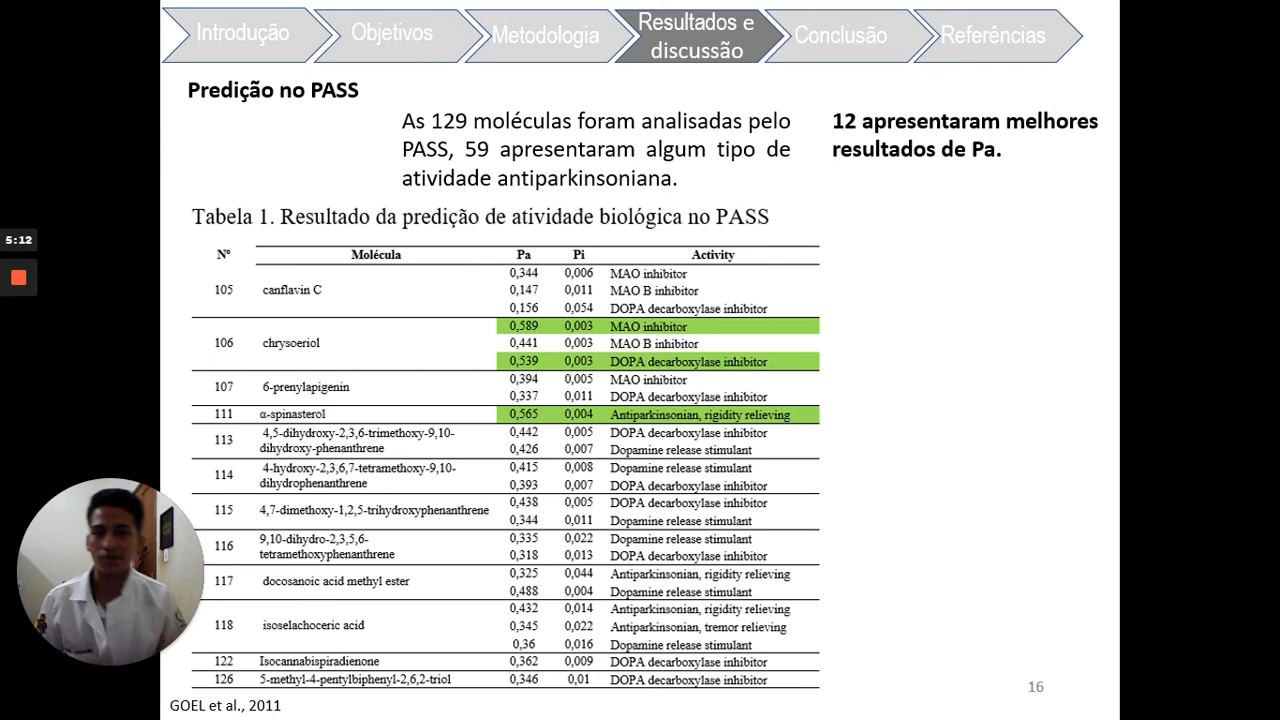 Introdução
Objetivos
Metodologia
Resultados e
discussão
Conclusão
Referências
Predição no PASS
As 129 moléculas foram analisadas pelo
PASS, 59 apresentaram algum tipo de
atividade antiparkinsoniana.
12 apresentaram melhores
resultados de Pa.
5:12
Tabela 1. Resultado da predição de atividade biológica no PASS
Nº Molécula Pa Pi Activity
105 canflavin C 0,344 0,006 MAO inhibitor
0,147 0,011 MAO B inhibitor
0,156 0,054 DOPA decarboxylase inhibitor
106 chrysoeriol 0,589 0,003 MAO inhibitor
0,441 0,003 MAO B inhibitor
0,539 0,003 DOPA decarboxylase inhibitor
107 6-prenylapigenin 0,394 0,005 MAO inhibitor
0,337 0,011 DOPA decarboxylase inhibitor
111 α-spinasterol 0,565 0,004 Antiparkinsonian, rigidity relieving
113 4,5-dihydroxy-2,3,6-trimethoxy-9,10- 0,442 0,005 DOPA decarboxylase inhibitor
dihydroxy-phenanthrene 0,426 0,007 Dopamine release stimulant
114 4-hydroxy-2,3,6,7-tetramethoxy-9,10- 0,415 0,008 Dopamine release stimulant
dihydrophenanthrene 0,393 0,007 DOPA decarboxylase inhibitor
115 4,7-dimethoxy-1,2,5-trihydroxyphenanthrene 0,438 0,005 DOPA decarboxylase inhibitor
0,344 0,011 Dopamine release stimulant
116 9,10-dihydro-2,3,5,6- 0,335 0,022 Dopamine release stimulant
tetramethoxyphenanthrene 0,318 0,013 DOPA decarboxylase inhibitor
117 docosanoic acid methyl ester 0,325 0,044 Antiparkinsonian, rigidity relieving
0,488 0,004 Dopamine release stimulant
118 isoselachoceric acid 0,432 0,014 Antiparkinsonian, rigidity relieving
0,345 0,022 Antiparkinsonian, tremor relieving
0,36 0,016 Dopamine release stimulant
122 Isocannabispiradienone 0,362 0,009 DOPA decarboxylase inhibitor
126 5-methyl-4-pentylbiphenyl-2,6,2-triol 0,346 0,01 DOPA decarboxylase inhibitor
16
GOEL et al., 2011